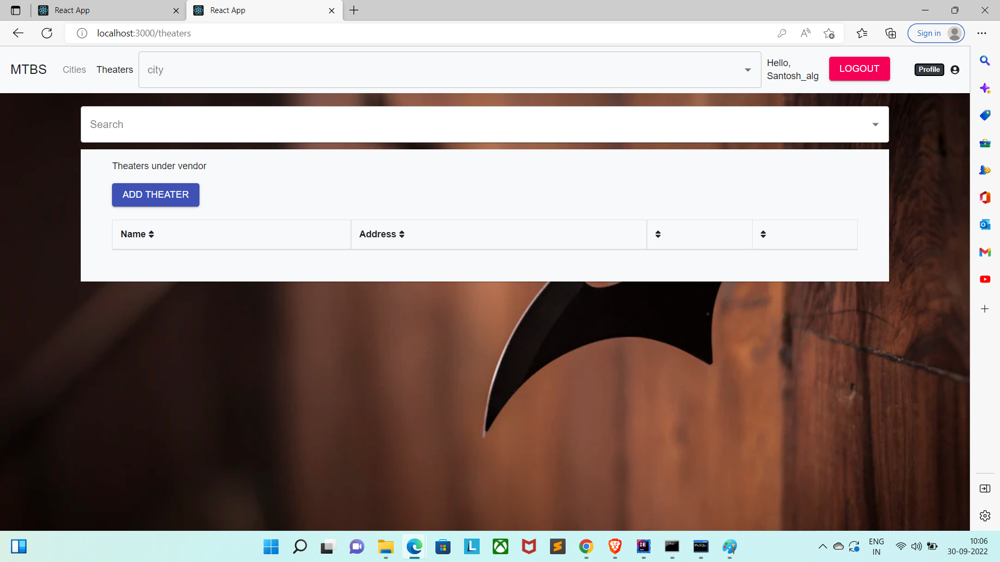 React App
React App
localhost:3000/theaters
Sign in
MTBS
Cities
Theaters
city
Hello,
Santosh_alg
LOGOUT
Profile
Search
Theaters under vendor
ADD THEATER
Name
Address
ENG
IN
10:06
30-09-2022